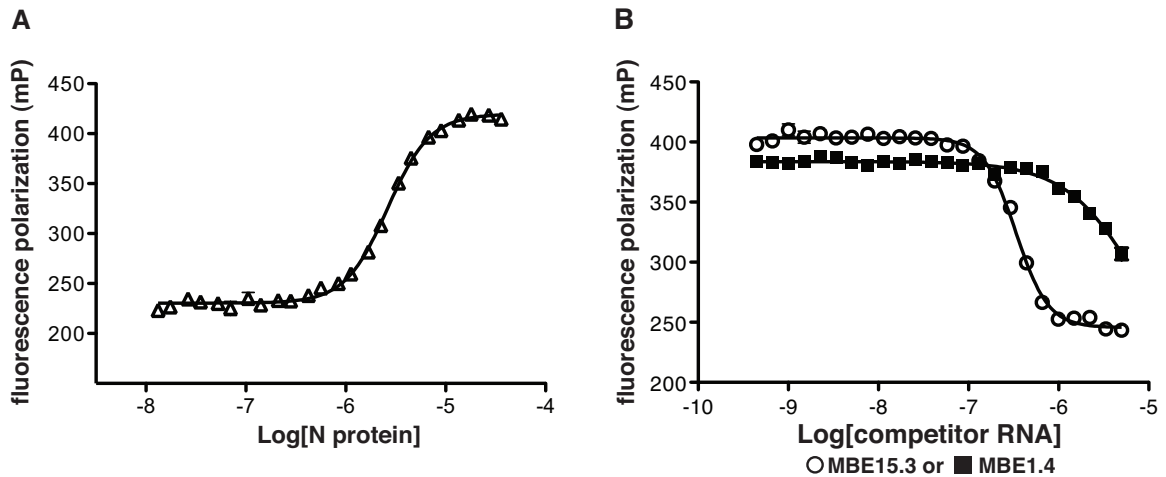 A
fluorescence polarization (mP)
450
400
350
300
250
200
-8 -7 -6 -5 -4
Log[N protein]
B
fluorescence polarization (mP)
450
400
350
300
250
200
-10 -9 -8 -7 -6 -5
Log[competitor RNA]
MBE15.3 or MBE1.4